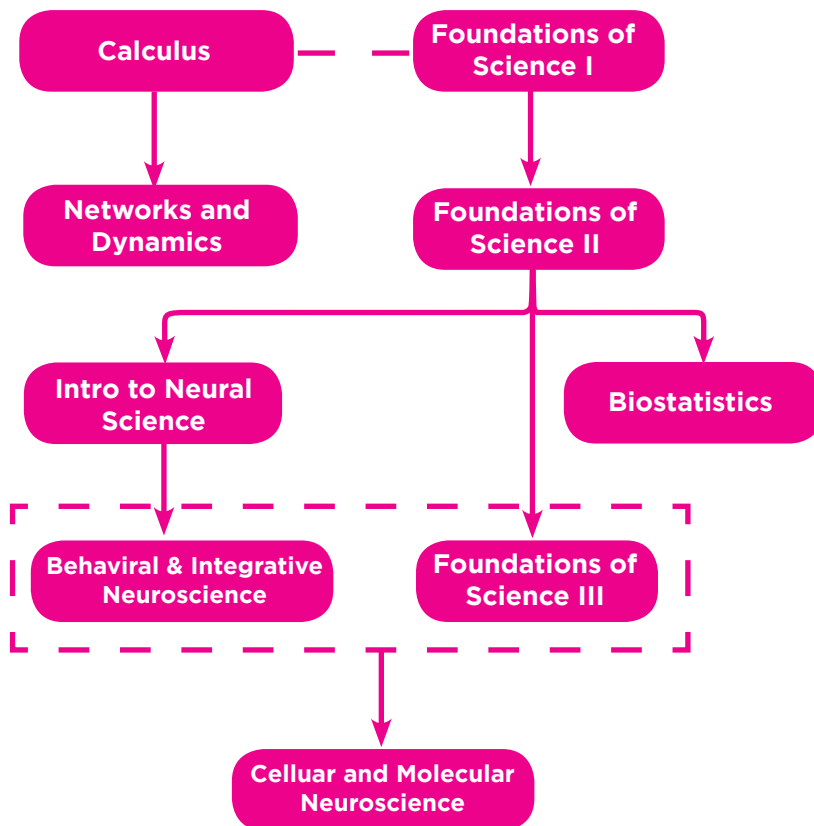 Calculus
Foundations of
Science I
Networks and
Dynamics
Foundations of
Science II
Intro to Neural
Science
Biostatistics
Behaviral & Integrative
Neuroscience
Foundations of
Science III
Celluar and Molecular
Neuroscience